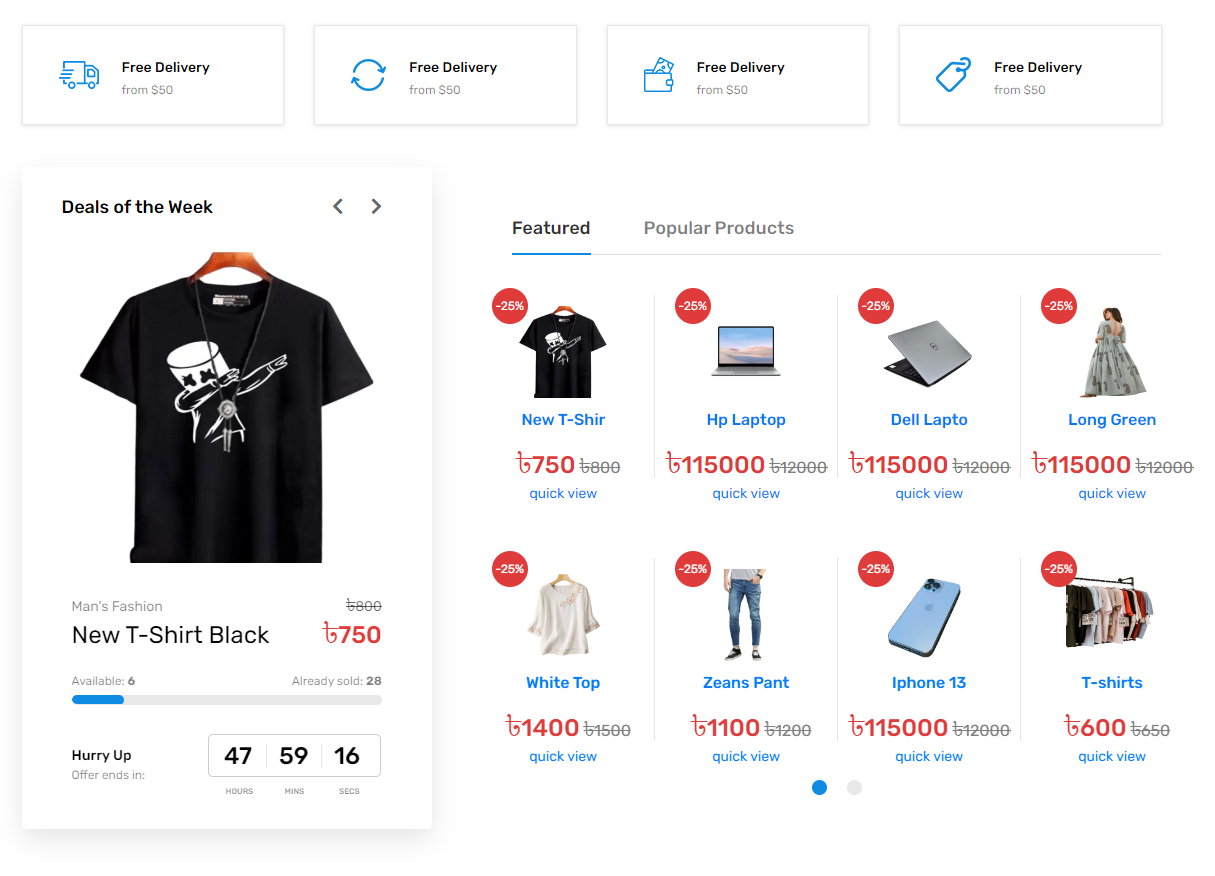 Free Delivery
from $50
Free Delivery
from $50
Free Delivery
from $50
Free Delivery
from $50
Deals of the Week
Man's Fashion
৳800
New T-Shirt Black
৳750
Available: 6
Already sold: 28
Hurry Up
Offer ends in:
47 59 16
HOURS MINS SECS
Featured
Popular Products
-25%
New T-Shir
৳750 ৳800
quick view
-25%
Hp Laptop
৳115000 ৳12000
quick view
-25%
Dell Lapto
৳115000 ৳12000
quick view
-25%
Long Green
৳115000 ৳12000
quick view
-25%
White Top
৳1400 ৳1500
quick view
-25%
Zeans Pant
৳1100 ৳1200
quick view
-25%
Iphone 13
৳115000 ৳12000
quick view
-25%
T-shirts
৳600 ৳650
quick view